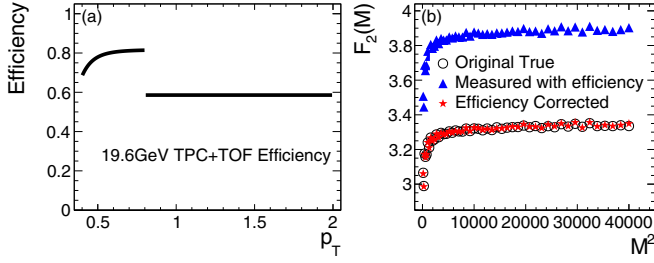 (a)
Efficiency
1
0.8
0.6
0.4
0.2
0
19.6GeV TPC+TOF Efficiency
0.5
1
1.5
2
p_T
(b)
F_2(M)
3.8
3.6
3.4
3.2
3
Original True
Measured with efficiency
Efficiency Corrected
0
10000
20000
30000
40000
M^2